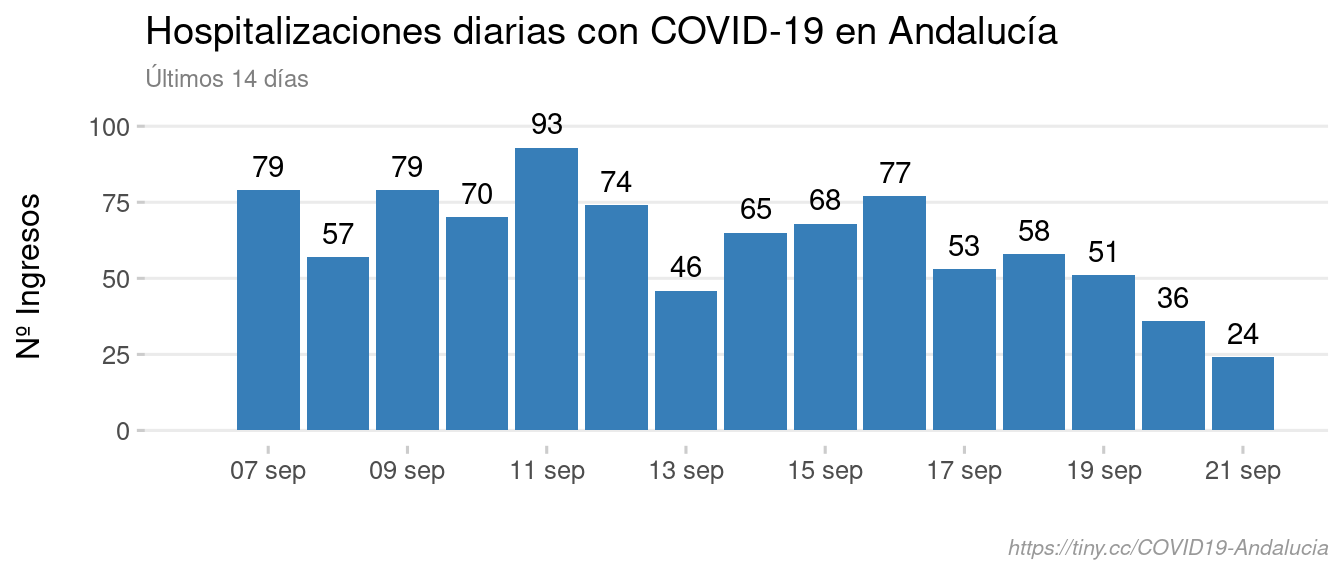 Hospitalizaciones diarias con COVID-19 en Andalucía
Últimos 14 días
Nº Ingresos
100
75
50
25
0
79
57
79
70
93
74
46
65
68
77
53
58
51
36
24
07 sep
09 sep
11 sep
13 sep
15 sep
17 sep
19 sep
21 sep
https://tiny.cc/COVID19-Andalucia